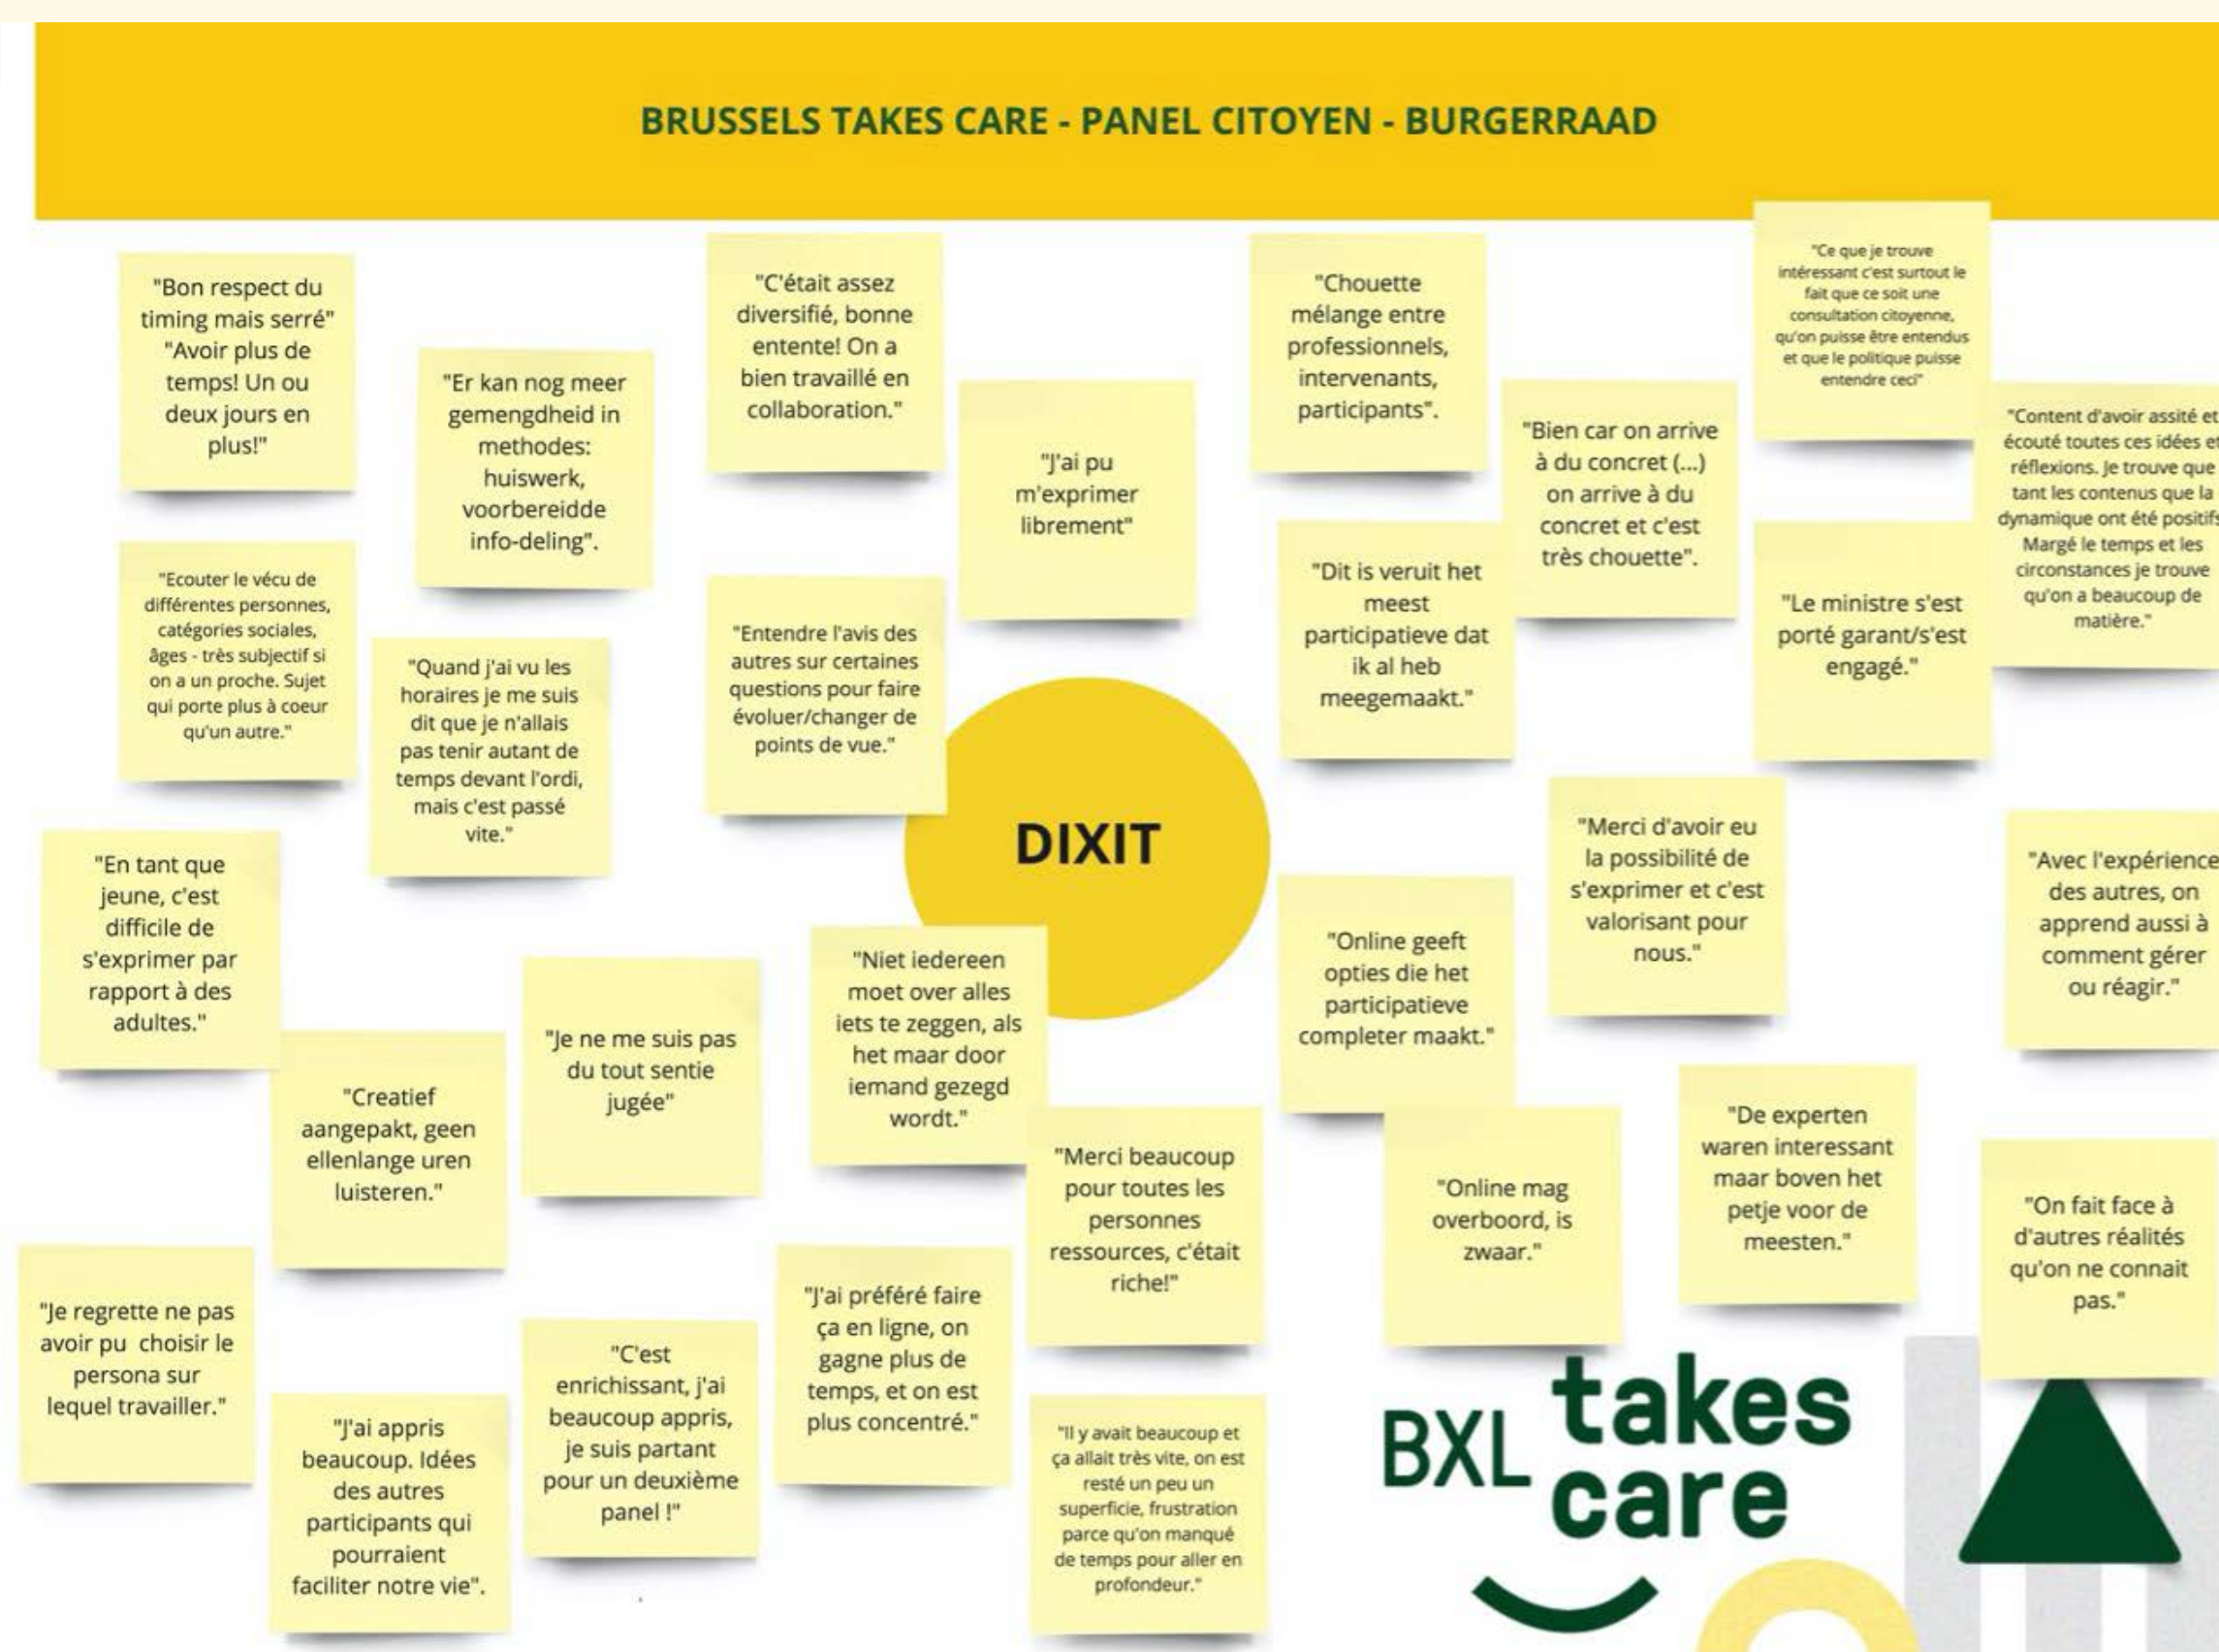 BRUSSELS TAKES CARE - PANEL CITOYEN - BURGERRAAD
"Bon respect du
timing mais serré"
"Avoir plus de
temps! Un ou
deux jours en
plus!"
"Er kan nog meer
gemengdheid in
methodes:
huiswerk,
voorbereidde
info-deling".
"C'était assez
diversifié, bonne
entente! On a
bien travaillé en
collaboration."
"J'ai pu
m'exprimer
librement"
"Chouette
mélange entre
professionnels,
intervenants,
participants".
"Bien car on arrive
à du concret (...)
on arrive à du
concret et c'est
très chouette".
"Ce que je trouve
intéressant c'est surtout le
fait que ce soit une
consultation citoyenne,
qu'on puisse être entendus
et que le politique puisse
entendre ceci"
"Content d'avoir assité et
écouté toutes ces idées et
réflexions. Je trouve que
tant les contenus que la
dynamique ont été positifs
Margé le temps et les
circonstances je trouve
qu'on a beaucoup de
matière."
"Ecouter le vécu de
différentes personnes,
catégories sociales,
âges - très subjectif si
on a un proche. Sujet
qui porte plus à coeur
qu'un autre."
"Quand j'ai vu les
horaires je me suis
dit que je n'allais
pas tenir autant de
temps devant l'ordi,
mais c'est passé
vite."
"Entendre l'avis des
autres sur certaines
questions pour faire
évoluer/changer de
points de vue."
"Dit is veruit het
meest
participatieve dat
ik al heb
meegemaakt."
"Le ministre s'est
porté garant/s'est
engagé."
DIXIT
"En tant que
jeune, c'est
difficile de
s'exprimer par
rapport à des
adultes."
"Creatief
aangepakt, geen
ellenlange uren
luisteren."
"Je ne me suis pas
du tout sentie
jugée"
"Niet iedereen
moet over alles
iets te zeggen, als
het maar door
iemand gezegd
wordt."
"Merci beaucoup
pour toutes les
personnes
ressources, c'était
riche!"
"Online geeft
opties die het
participatieve
completer maakt."
"Merci d'avoir eu
la possibilité de
s'exprimer et c'est
valorisant pour
nous."
"Avec l'expérience
des autres, on
apprend aussi à
comment gérer
ou réagir."
"Online mag
overboord, is
zwaar."
"De experten
waren interessant
maar boven het
petje voor de
meesten."
"On fait face à
d'autres réalités
qu'on ne connait
pas."
"Je regrette ne pas
avoir pu choisir le
persona sur
lequel travailler."
"J'ai appris
beaucoup. Idées
des autres
participants qui
pourraient
faciliter notre vie".
"C'est
enrichissant, j'ai
beaucoup appris,
je suis partant
pour un deuxième
panel !"
"J'ai préféré faire
ça en ligne, on
gagne plus de
temps, et on est
plus concentré."
"Il y avait beaucoup et
ça allait très vite, on est
resté un peu un
superficie, frustration
parce qu'on manqué
de temps pour aller en
profondeur."
BXL takes
care